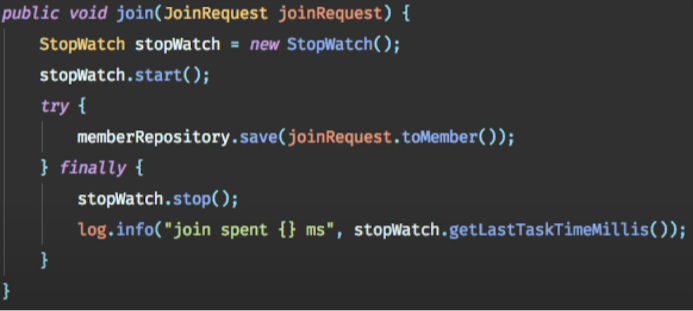 public void join(JoinRequest joinRequest) {
    StopWatch stopWatch = new StopWatch();
    stopWatch.start();
    try {
        memberRepository.save(joinRequest.toMember());
    } finally {
        stopWatch.stop();
        log.info("join spent {} ms", stopWatch.getLastTaskTimeMillis());
    }
}